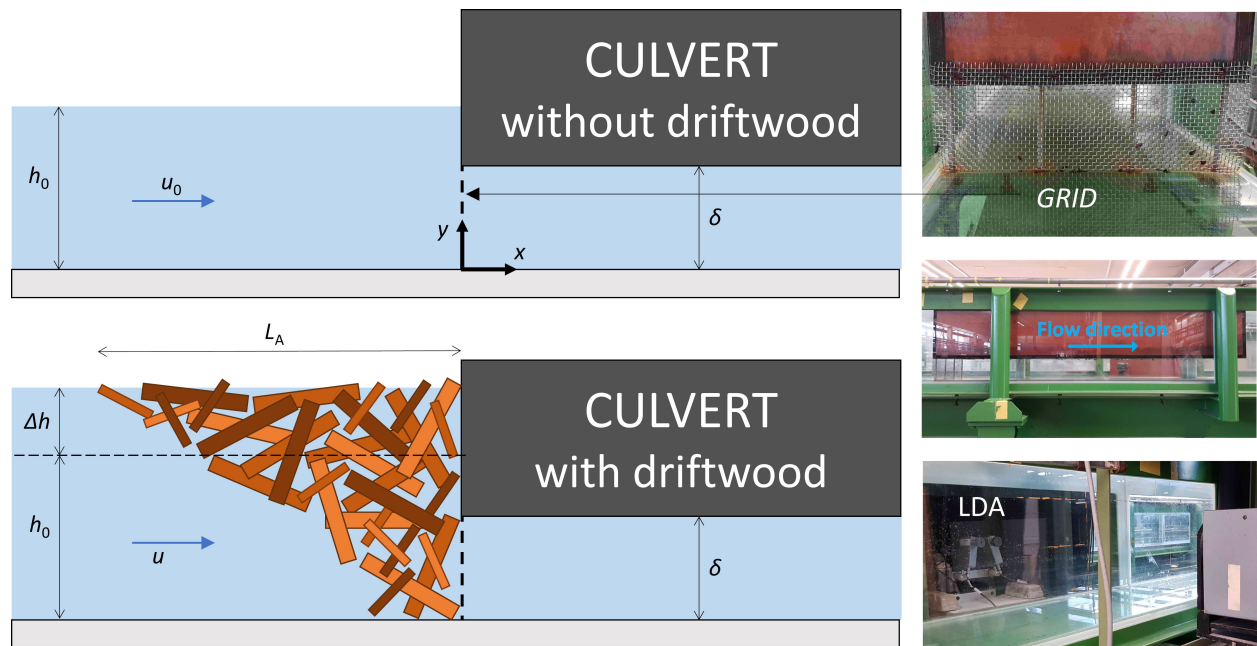 CULVERT
without driftwood
h0
u0
δ
y
x
GRID
Flow direction
LA
Δh
CULVERT
with driftwood
h0
u
δ
LDA